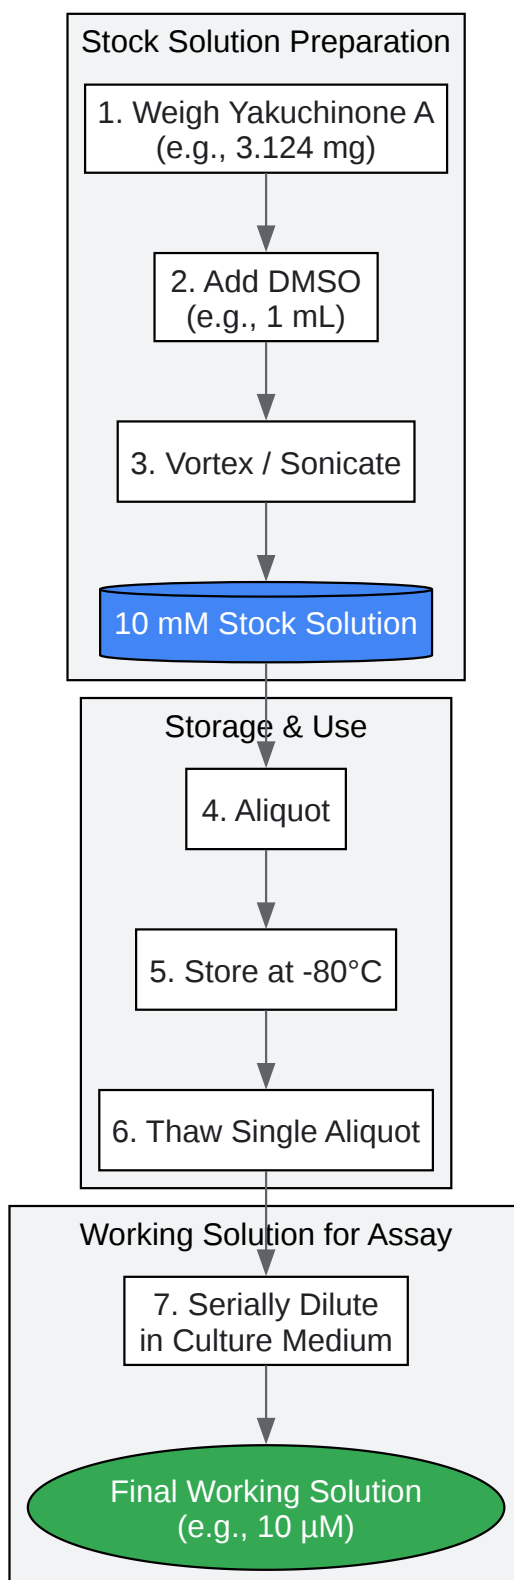 Stock Solution Preparation
1. Weigh Yakuchinone A
(e.g., 3.124 mg)
2. Add DMSO
(e.g., 1 mL)
3. Vortex / Sonicate
10 mM Stock Solution
Storage & Use
4. Aliquot
5. Store at -80°C
6. Thaw Single Aliquot
Working Solution for Assay
7. Serially Dilute
in Culture Medium
Final Working Solution
(e.g., 10 µM)